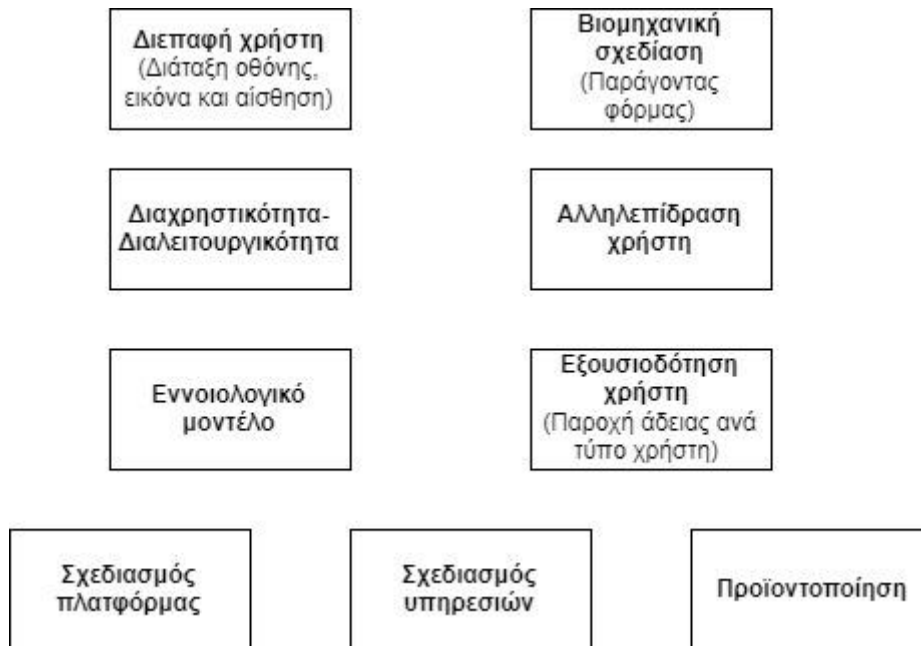 Διεπαφή χρήστη
(Διάταξη οθόνης,
εικόνα και αίσθηση)
Βιομηχανική
σχεδίαση
(Παράγοντας
φόρμας)
Διαχρηστικότητα-
Διαλειτουργικότητα
Αλληλεπίδραση
χρήστη
Εννοιολογικό
μοντέλο
Εξουσιοδότηση
χρήστη
(Παροχή άδειας ανά
τύπο χρήστη)
Σχεδιασμός
πλατφόρμας
Σχεδιασμός
υπηρεσιών
Προϊοντοποίηση